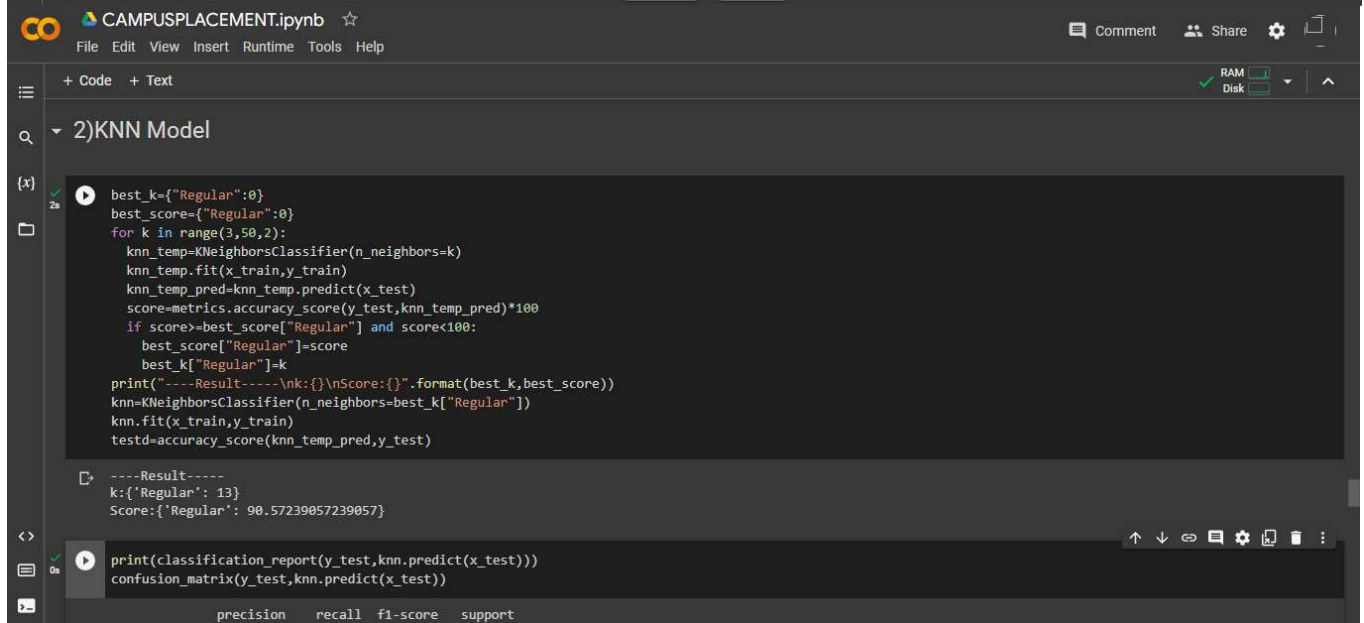 CO
CAMPUSPLACEMENT.ipynb
Comment Share
File Edit View Insert Runtime Tools Help
+ Code + Text
RAM
Disk
2)KNN Model
{x}
2s
best_k={"Regular":0}
best_score={"Regular":0}
for k in range(3,50,2):
  knn_temp=KNeighborsClassifier(n_neighbors=k)
  knn_temp.fit(x_train,y_train)
  knn_temp_pred=knn_temp.predict(x_test)
  score=metrics.accuracy_score(y_test,knn_temp_pred)*100
  if score>=best_score["Regular"] and score<100:
    best_score["Regular"]=score
    best_k["Regular"]=k
print("----Result-----\nk:{}\nScore:{}".format(best_k,best_score))
knn=KNeighborsClassifier(n_neighbors=best_k["Regular"])
knn.fit(x_train,y_train)
testd=accuracy_score(knn_temp_pred,y_test)
----Result-----
k:{'Regular': 13}
Score:{'Regular': 90.57239057239057}
0s
print(classification_report(y_test,knn.predict(x_test)))
confusion_matrix(y_test,knn.predict(x_test))
precision recall f1-score support